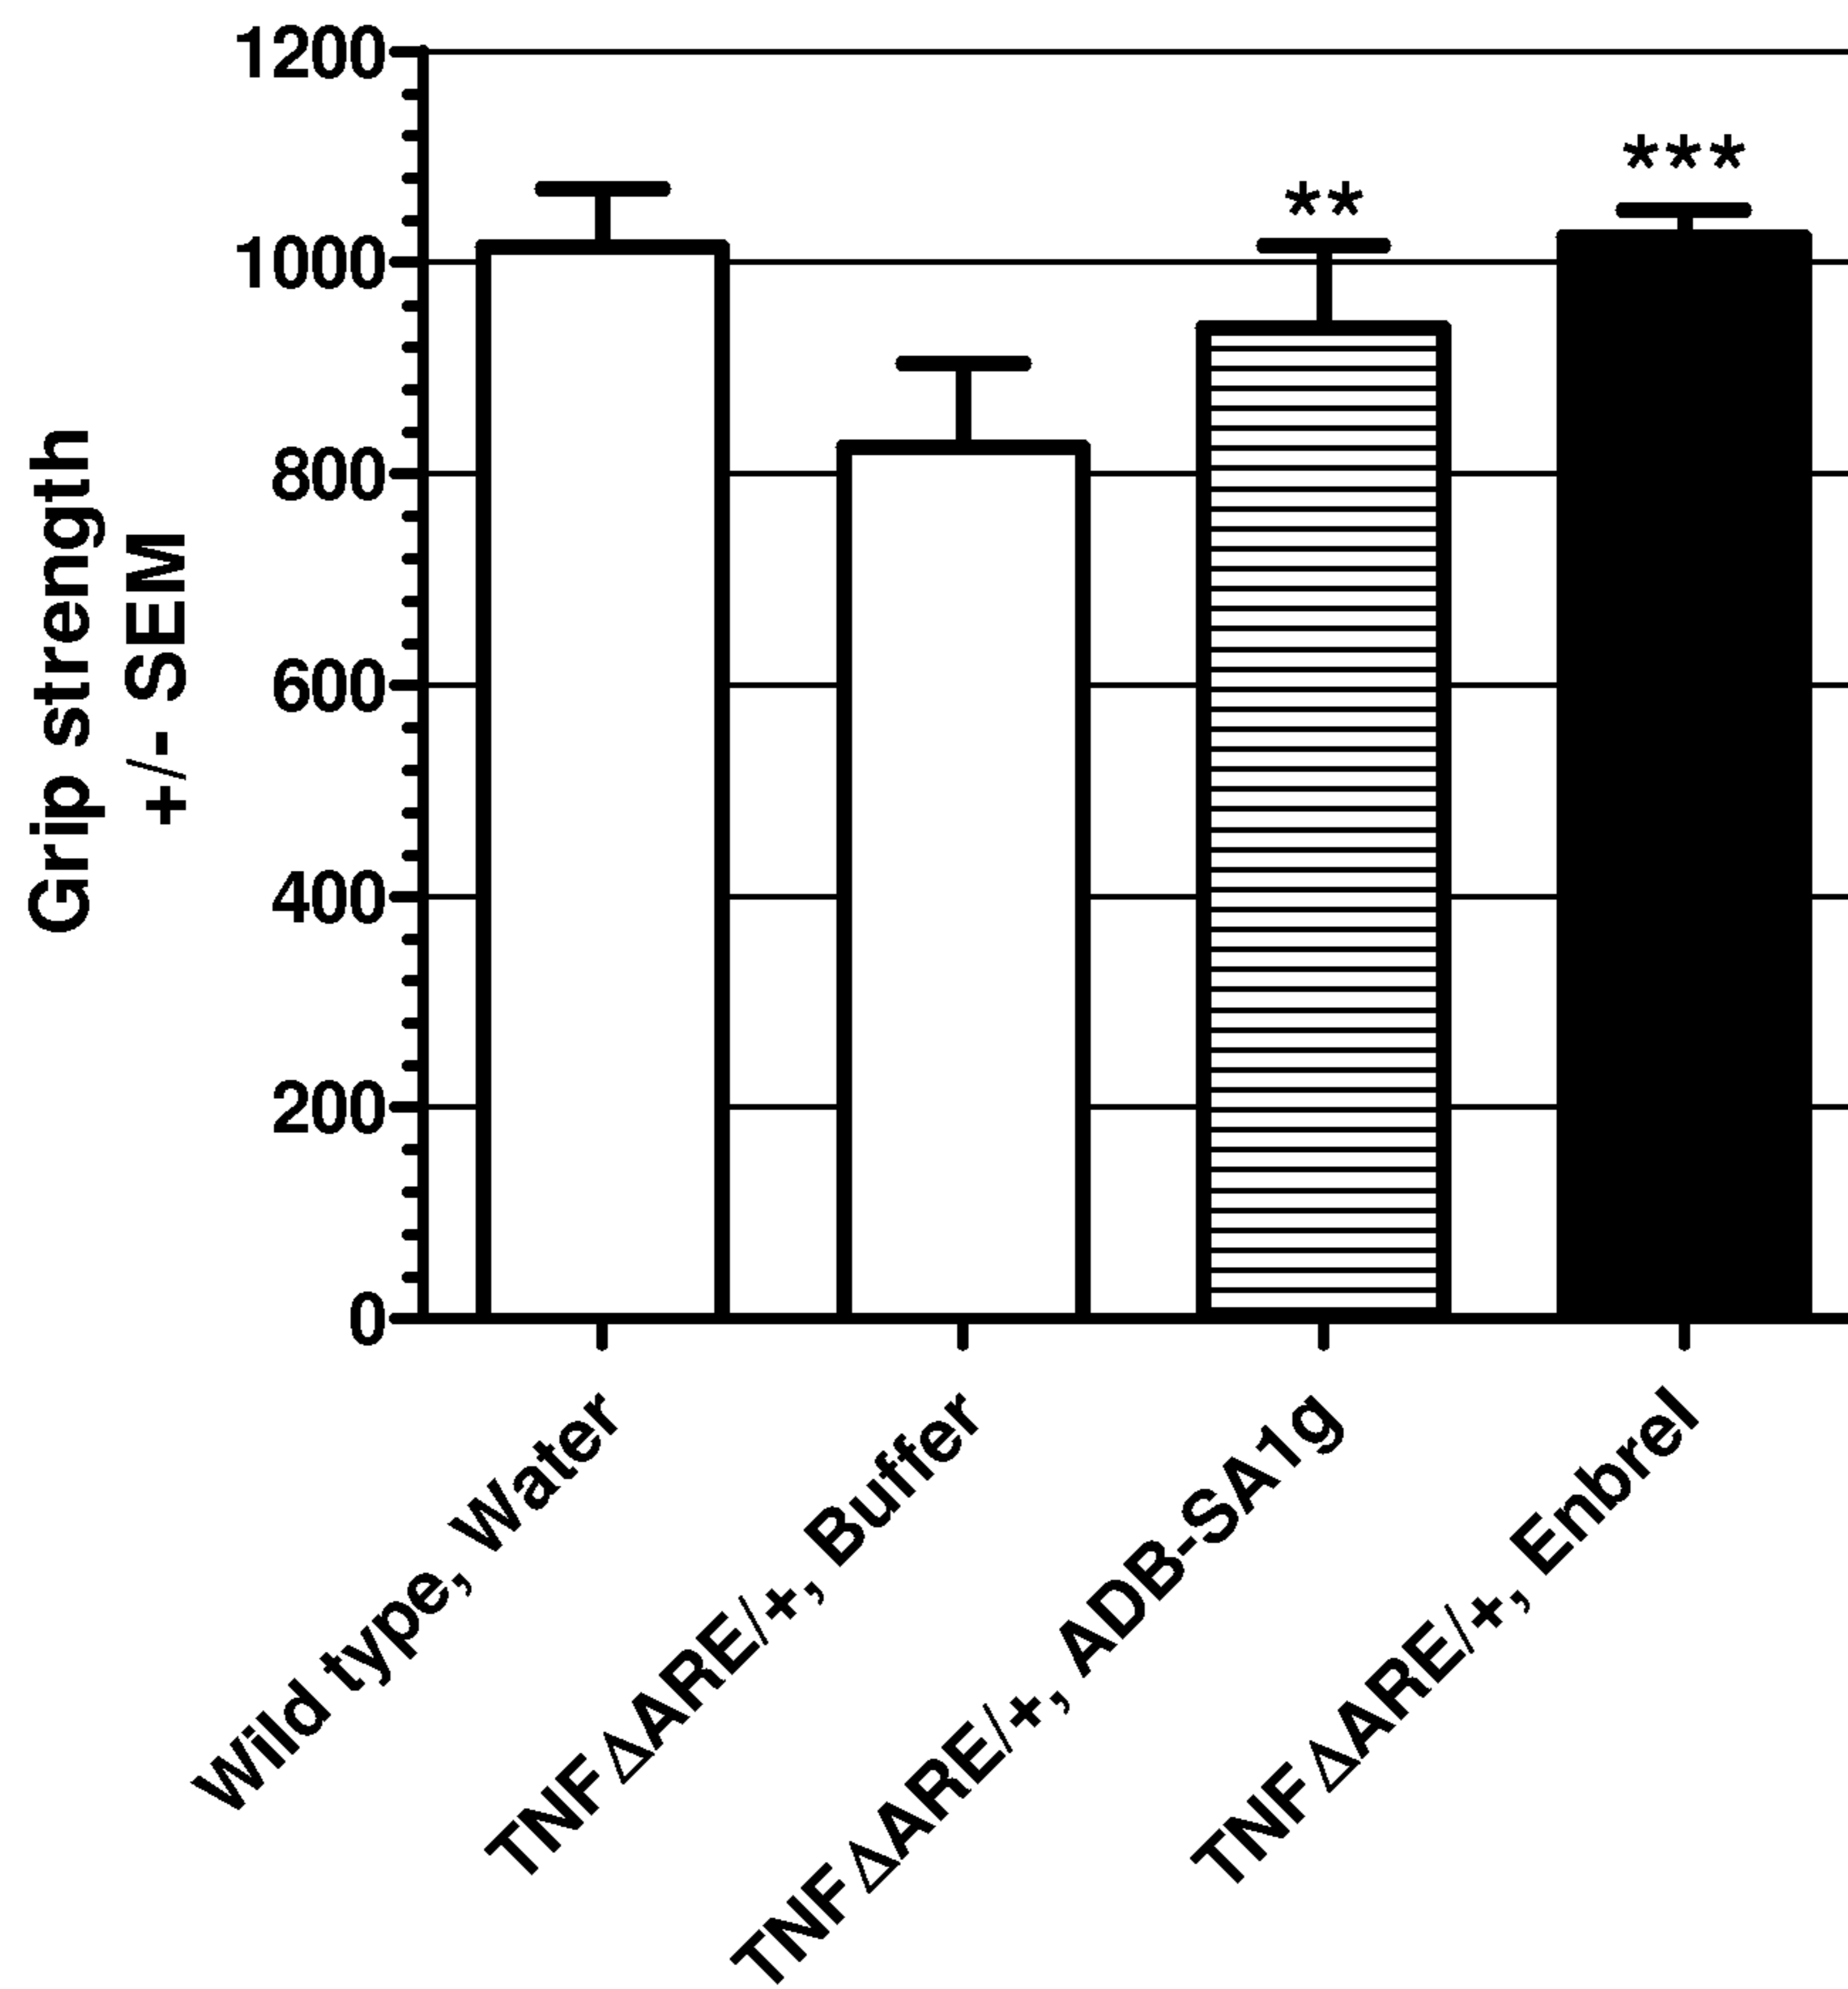 Grip strength
+/- SEM
1200
1000
800
600
400
200
0
**
***
Wild type, Water
TNFΔARE/+, Buffer
TNFΔARE/+, ADB-SA1g
TNFΔARE/+, Enbrel